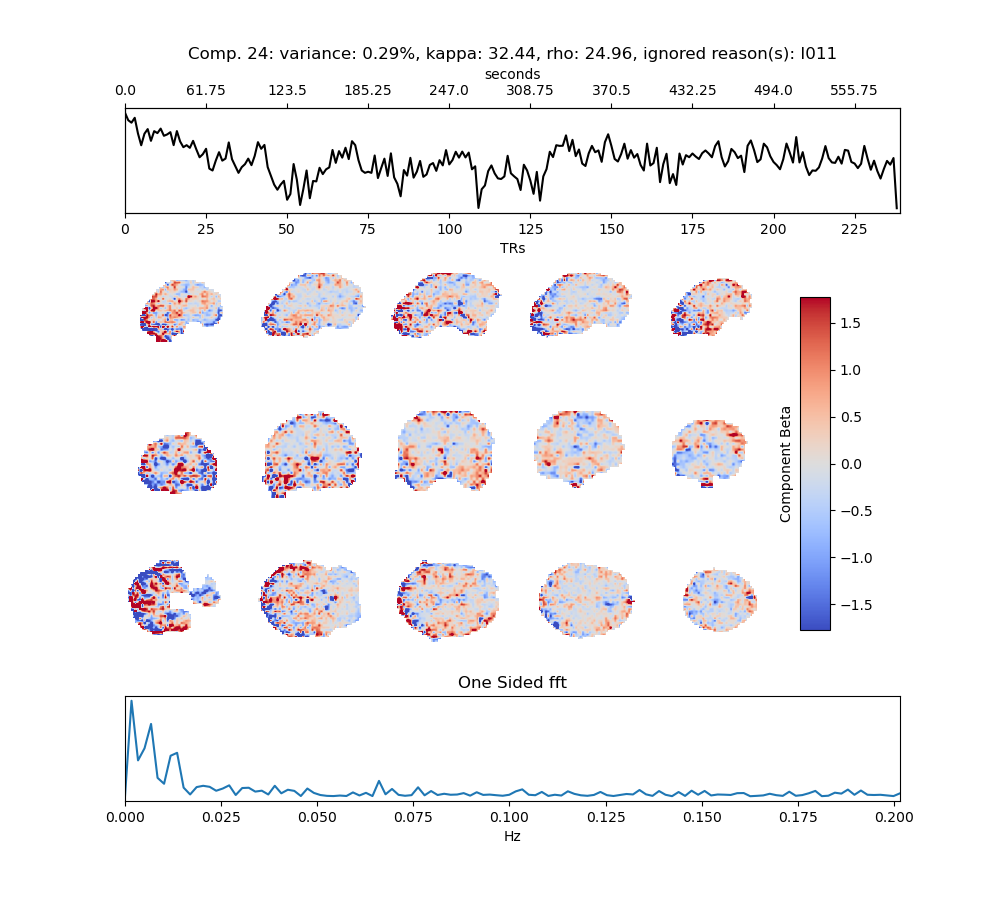 Comp. 24: variance: 0.29%, kappa: 32.44, rho: 24.96, ignored reason(s): I011
seconds
0.0 61.75 123.5 185.25 247.0 308.75 370.5 432.25 494.0 555.75
0 25 50 75 100 125 150 175 200 225
TRs
Component Beta
1.5
1.0
0.5
0.0
−0.5
−1.0
−1.5
One Sided fft
0.000 0.025 0.050 0.075 0.100 0.125 0.150 0.175 0.200
Hz